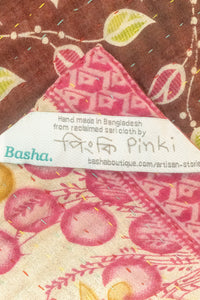 Hand made in Bangladesh
from reclaimed sari cloth by
Basha. পিংকি Pinki
bashaboutique.com/artisan-stories